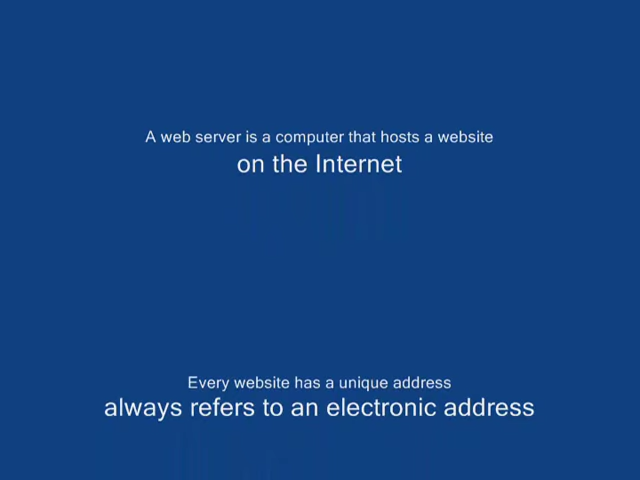 A web server is a computer that hosts a website
on the Internet
Every website has a unique address
always refers to an electronic address